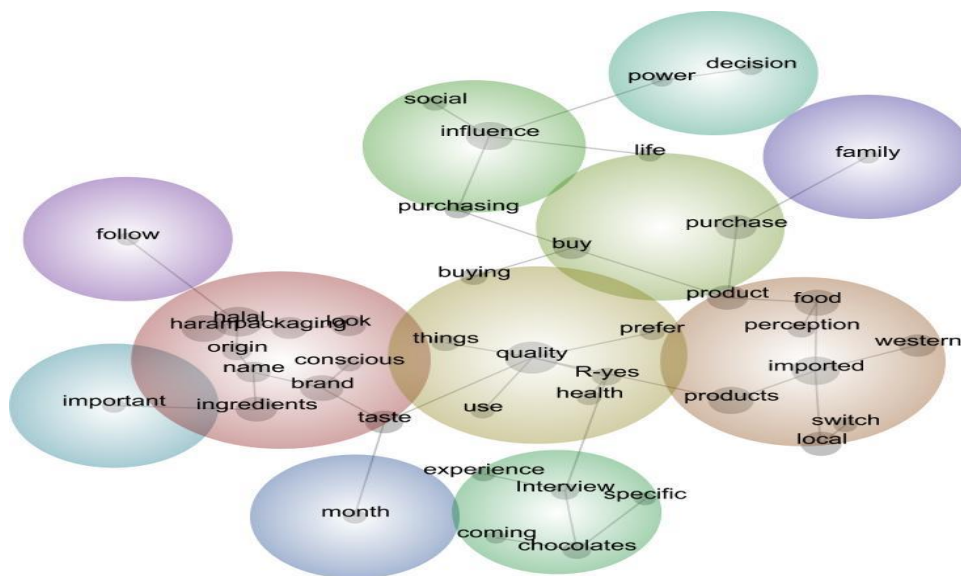 decision
power
social
influence
life
family
purchasing
purchase
follow
buy
buying
product
food
halal
haram
packaging
look
perception
things
prefer
origin
western
conscious
quality
name
R-yes
imported
brand
health
important
ingredients
products
use
taste
switch
local
experience
Interview
specific
month
coming
chocolates